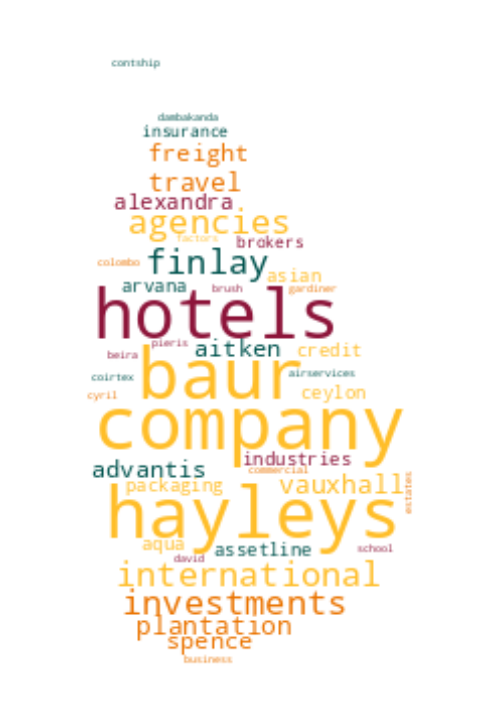 contship
dambakanda
insurance
freight
travel
alexandra
agencies
factors
brokers
finlay
colombo
asian
arvana
brush
gardiner
hotels
pieris
aitken
credit
beira
baur
airservices
coirtex
cyril
ceylon
company
industries
advantis
commercial
packaging
vauxhall
estates
hayleys
aqua
assetline
school
david
international
investments
plantation
spence
business